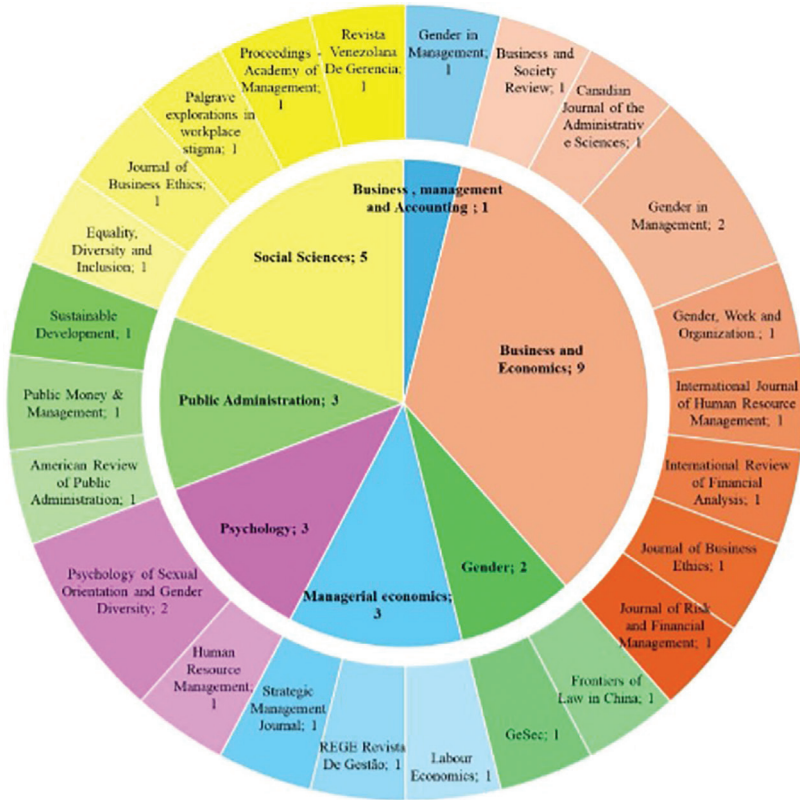 Gender in
Management;
1
Business and
Society
Review; 1
Canadian
Journal of the
Administrativ
e Sciences; 1
Gender in
Management; 2
Gender, Work and
Organization.; 1
International Journal
of Human Resource
Management; 1
International Review
of Financial
Analysis; 1
Journal of Business
Ethics; 1
Journal of Risk
and Financial
Management; 1
Frontiers of
Law in China; 1
GeSec; 1
Labour
Economics; 1
REGE Revista
De Gestão; 1
Strategic
Management
Journal; 1
Human
Resource
Management;
1
Psychology of Sexual
Orientation and Gender
Diversity; 2
American Review
of Public
Administration; 1
Public Money &
Management; 1
Sustainable
Development; 1
Equality,
Diversity and
Inclusion; 1
Journal of
Business Ethics;
1
Palgrave
explorations in
workplace
stigma; 1
Proceedings -
Academy of
Management;
1
Revista
Venezolana
De Gerencia;
1
Business , management
and Accounting ; 1
Business and
Economics; 9
Gender; 2
Managerial economics;
3
Psychology; 3
Public Administration; 3
Social Sciences; 5